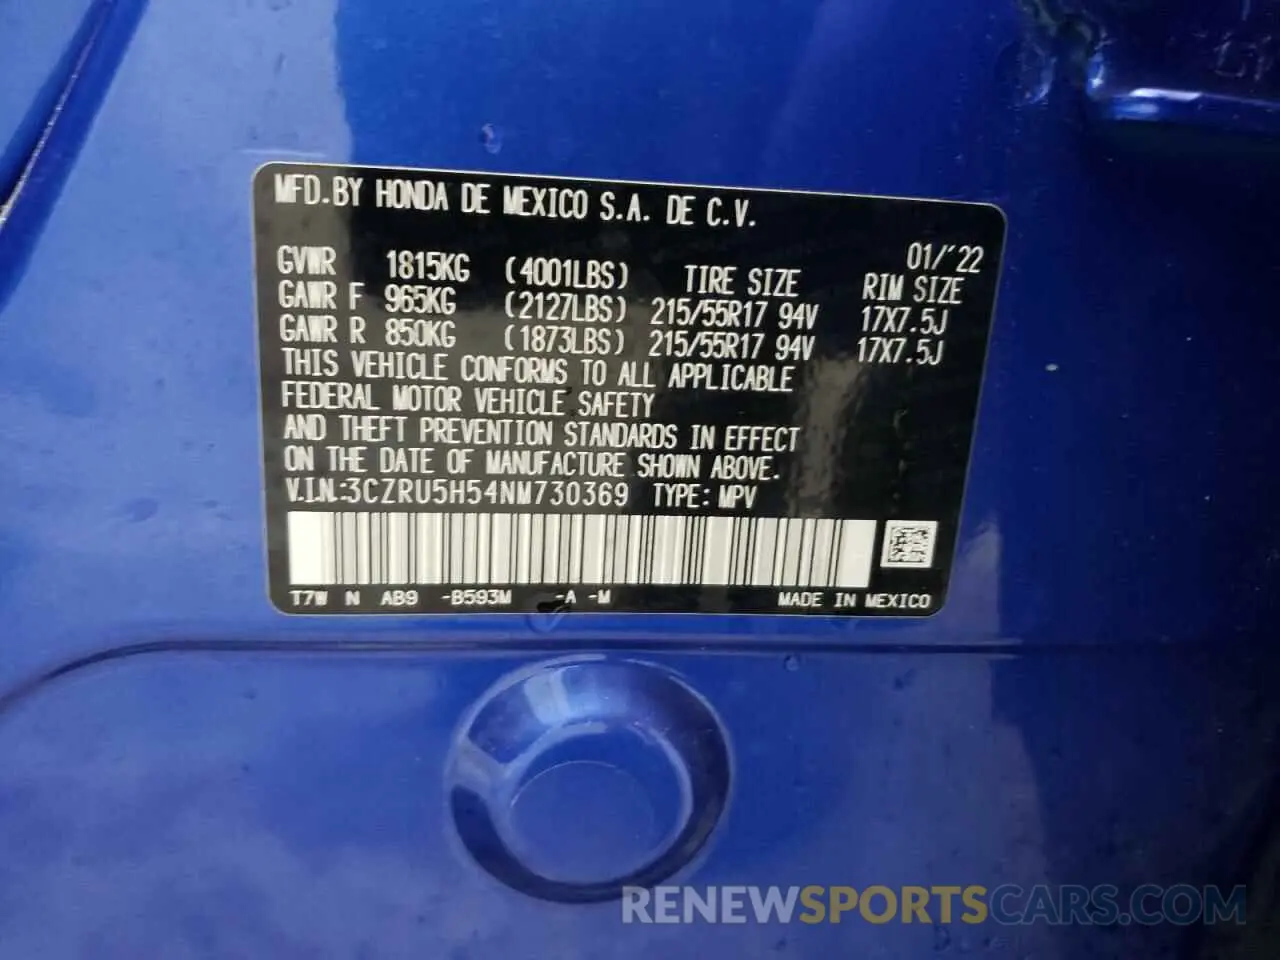 MFD.BY HONDA DE MEXICO S.A. DE C.V.
01/'22
GVWR 1815KG (4001LBS) TIRE SIZE RIM SIZE
GAWR F 965KG (2127LBS) 215/55R17 94V 17X7.5J
GAWR R 850KG (1873LBS) 215/55R17 94V 17X7.5J
THIS VEHICLE CONFORMS TO ALL APPLICABLE
FEDERAL MOTOR VEHICLE SAFETY
AND THEFT PREVENTION STANDARDS IN EFFECT
ON THE DATE OF MANUFACTURE SHOWN ABOVE.
V.I.N.:3CZRU5H54NM730369 TYPE: MPV
T7W N AB9 -B593M -A -M MADE IN MEXICO
RENEWSPORTSCARS.COM